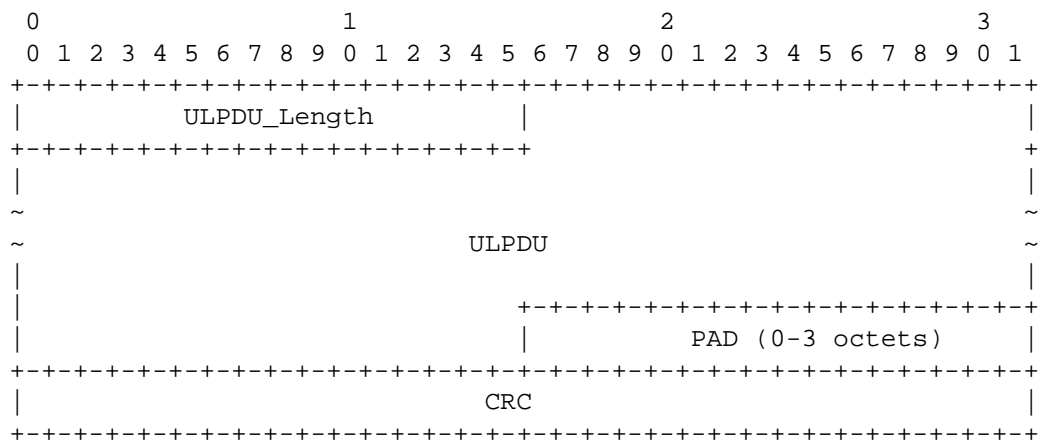 0                   1                   2                   3
 0 1 2 3 4 5 6 7 8 9 0 1 2 3 4 5 6 7 8 9 0 1 2 3 4 5 6 7 8 9 0 1
+-+-+-+-+-+-+-+-+-+-+-+-+-+-+-+-+-+-+-+-+-+-+-+-+-+-+-+-+-+-+-+-+
|          ULPDU_Length         |                               |
+-+-+-+-+-+-+-+-+-+-+-+-+-+-+-+-+                               +
|                                                               |
~                                                               ~
~                            ULPDU                              ~
|                                                               |
|                               +-+-+-+-+-+-+-+-+-+-+-+-+-+-+-+-+
|                               |          PAD (0-3 octets)     |
+-+-+-+-+-+-+-+-+-+-+-+-+-+-+-+-+-+-+-+-+-+-+-+-+-+-+-+-+-+-+-+-+
|                             CRC                               |
+-+-+-+-+-+-+-+-+-+-+-+-+-+-+-+-+-+-+-+-+-+-+-+-+-+-+-+-+-+-+-+-+